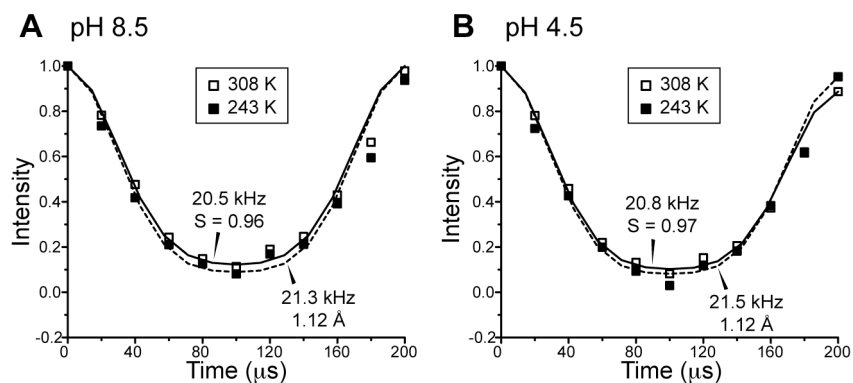 A pH 8.5
1.0
0.8
0.6
0.4
0.2
0.0
-0.2
Intensity
308 K
243 K
20.5 kHz
S = 0.96
21.3 kHz
1.12 Å
0 40 80 120 160 200
Time (μs)
B pH 4.5
1.0
0.8
0.6
0.4
0.2
0.0
-0.2
Intensity
308 K
243 K
20.8 kHz
S = 0.97
21.5 kHz
1.12 Å
0 40 80 120 160 200
Time (μs)